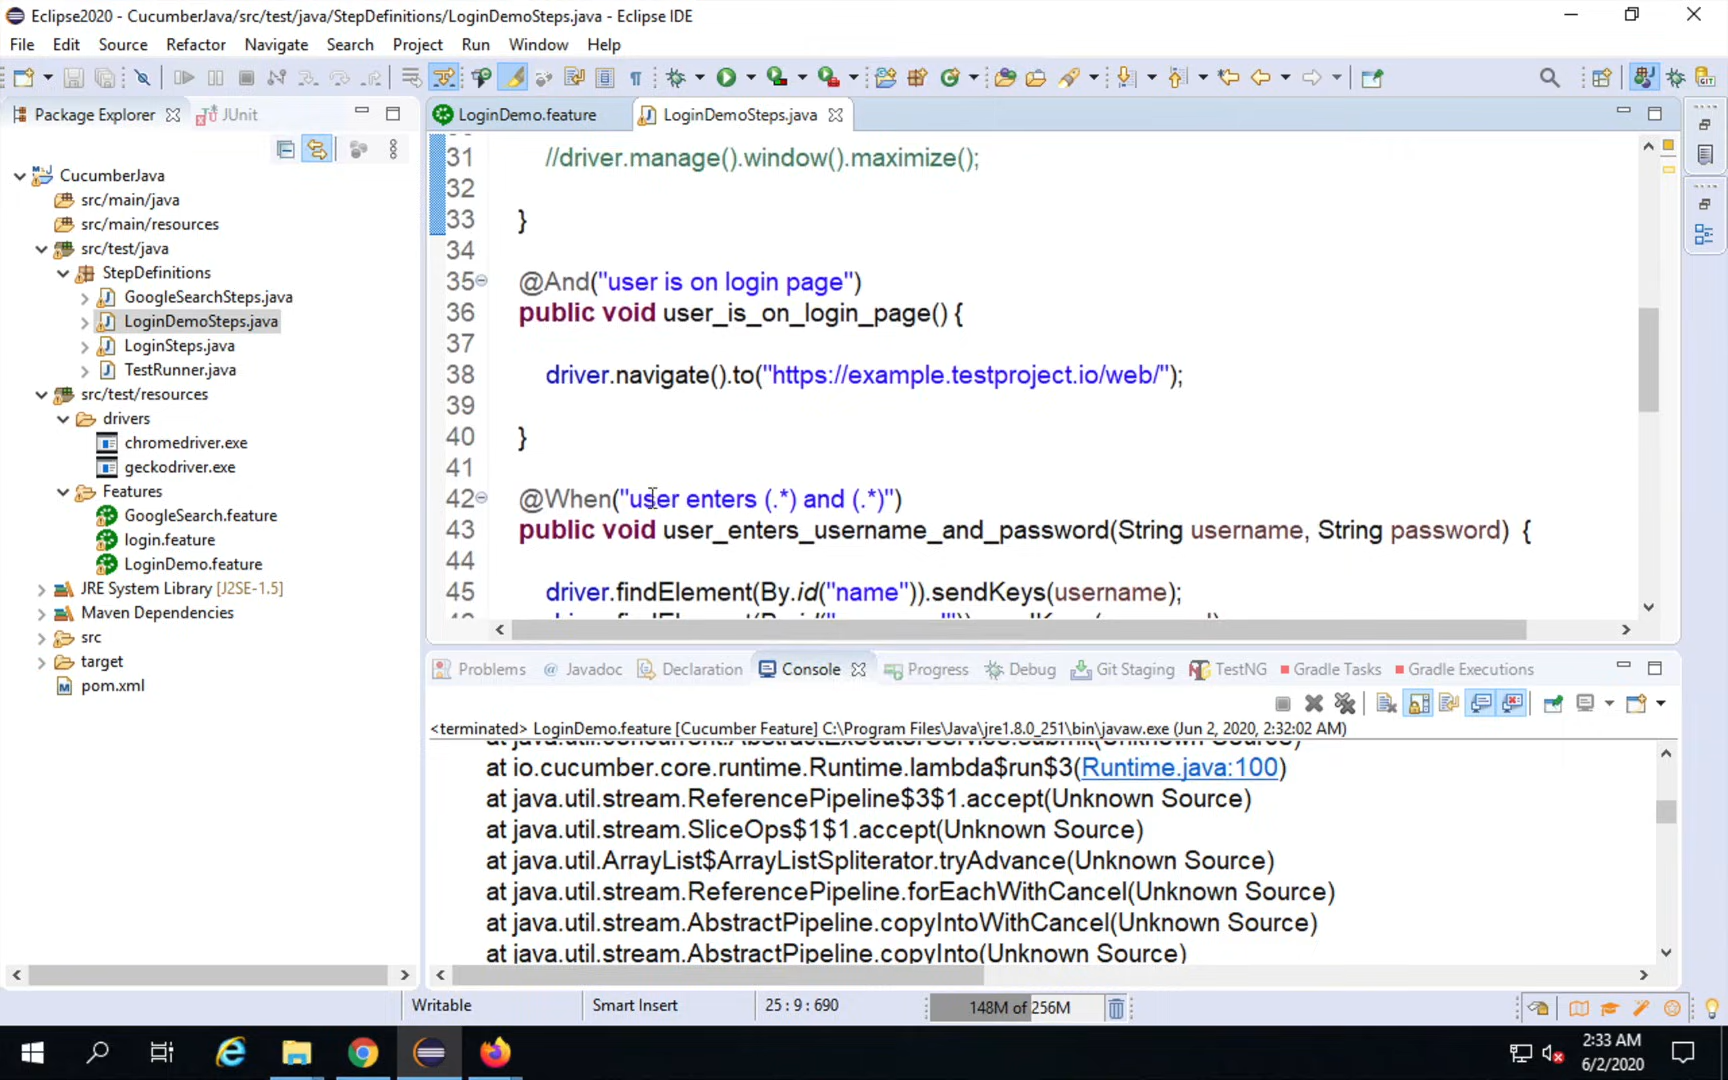 Eclipse2020 - CucumberJava/src/test/java/StepDefinitions/LoginDemoSteps.java - Eclipse IDE
File Edit Source Refactor Navigate Search Project Run Window Help
Package Explorer
JUnit
CucumberJava
src/main/java
src/main/resources
src/test/java
StepDefinitions
GoogleSearchSteps.java
LoginDemoSteps.java
LoginSteps.java
TestRunner.java
src/test/resources
drivers
chromedriver.exe
geckodriver.exe
Features
GoogleSearch.feature
login.feature
LoginDemo.feature
JRE System Library [J2SE-1.5]
Maven Dependencies
src
target
pom.xml
LoginDemo.feature LoginDemoSteps.java
31 //driver.manage().window().maximize();
32
33 }
34
35 @And("user is on login page")
36 public void user_is_on_login_page() {
37
38 driver.navigate().to("https://example.testproject.io/web/");
39
40 }
41
42 @When("user enters (.*) and (.*)")
43 public void user_enters_username_and_password(String username, String password) {
44
45 driver.findElement(By.id("name")).sendKeys(username);
Problems @ Javadoc Declaration Console Progress Debug Git Staging TestNG Gradle Tasks Gradle Executions
<terminated> LoginDemo.feature [Cucumber Feature] C:\Program Files\Java\jre1.8.0_251\bin\javaw.exe (Jun 2, 2020, 2:32:02 AM)
at java.util.concurrent.AbstractExecutorService.submit(Unknown Source)
at io.cucumber.core.runtime.Runtime.lambda$run$3(Runtime.java:100)
at java.util.stream.ReferencePipeline$3$1.accept(Unknown Source)
at java.util.stream.SliceOps$1$1.accept(Unknown Source)
at java.util.ArrayList$ArrayListSpliterator.tryAdvance(Unknown Source)
at java.util.stream.ReferencePipeline.forEachWithCancel(Unknown Source)
at java.util.stream.AbstractPipeline.copyIntoWithCancel(Unknown Source)
at java.util.stream.AbstractPipeline.copyInto(Unknown Source)
Writable Smart Insert 25 : 9 : 690 148M of 256M
2:33 AM
6/2/2020